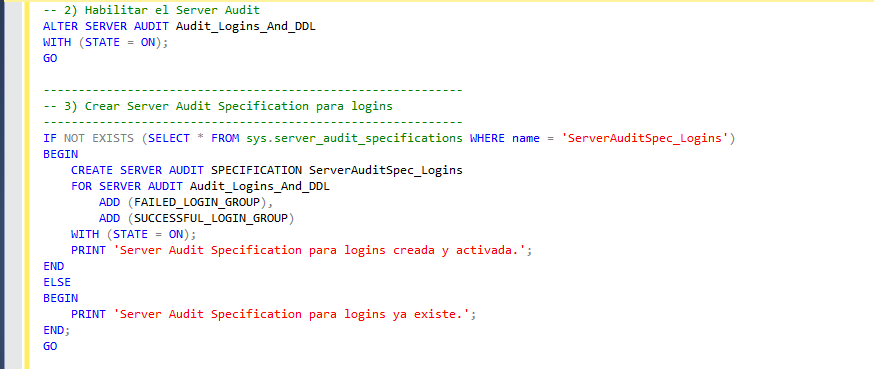 -- 2) Habilitar el Server Audit
ALTER SERVER AUDIT Audit_Logins_And_DDL
WITH (STATE = ON);
GO
------------------------------------------------------------
-- 3) Crear Server Audit Specification para logins
------------------------------------------------------------
IF NOT EXISTS (SELECT * FROM sys.server_audit_specifications WHERE name = 'ServerAuditSpec_Logins')
BEGIN
    CREATE SERVER AUDIT SPECIFICATION ServerAuditSpec_Logins
    FOR SERVER AUDIT Audit_Logins_And_DDL
        ADD (FAILED_LOGIN_GROUP),
        ADD (SUCCESSFUL_LOGIN_GROUP)
    WITH (STATE = ON);
    PRINT 'Server Audit Specification para logins creada y activada.';
END
ELSE
BEGIN
    PRINT 'Server Audit Specification para logins ya existe.';
END;
GO